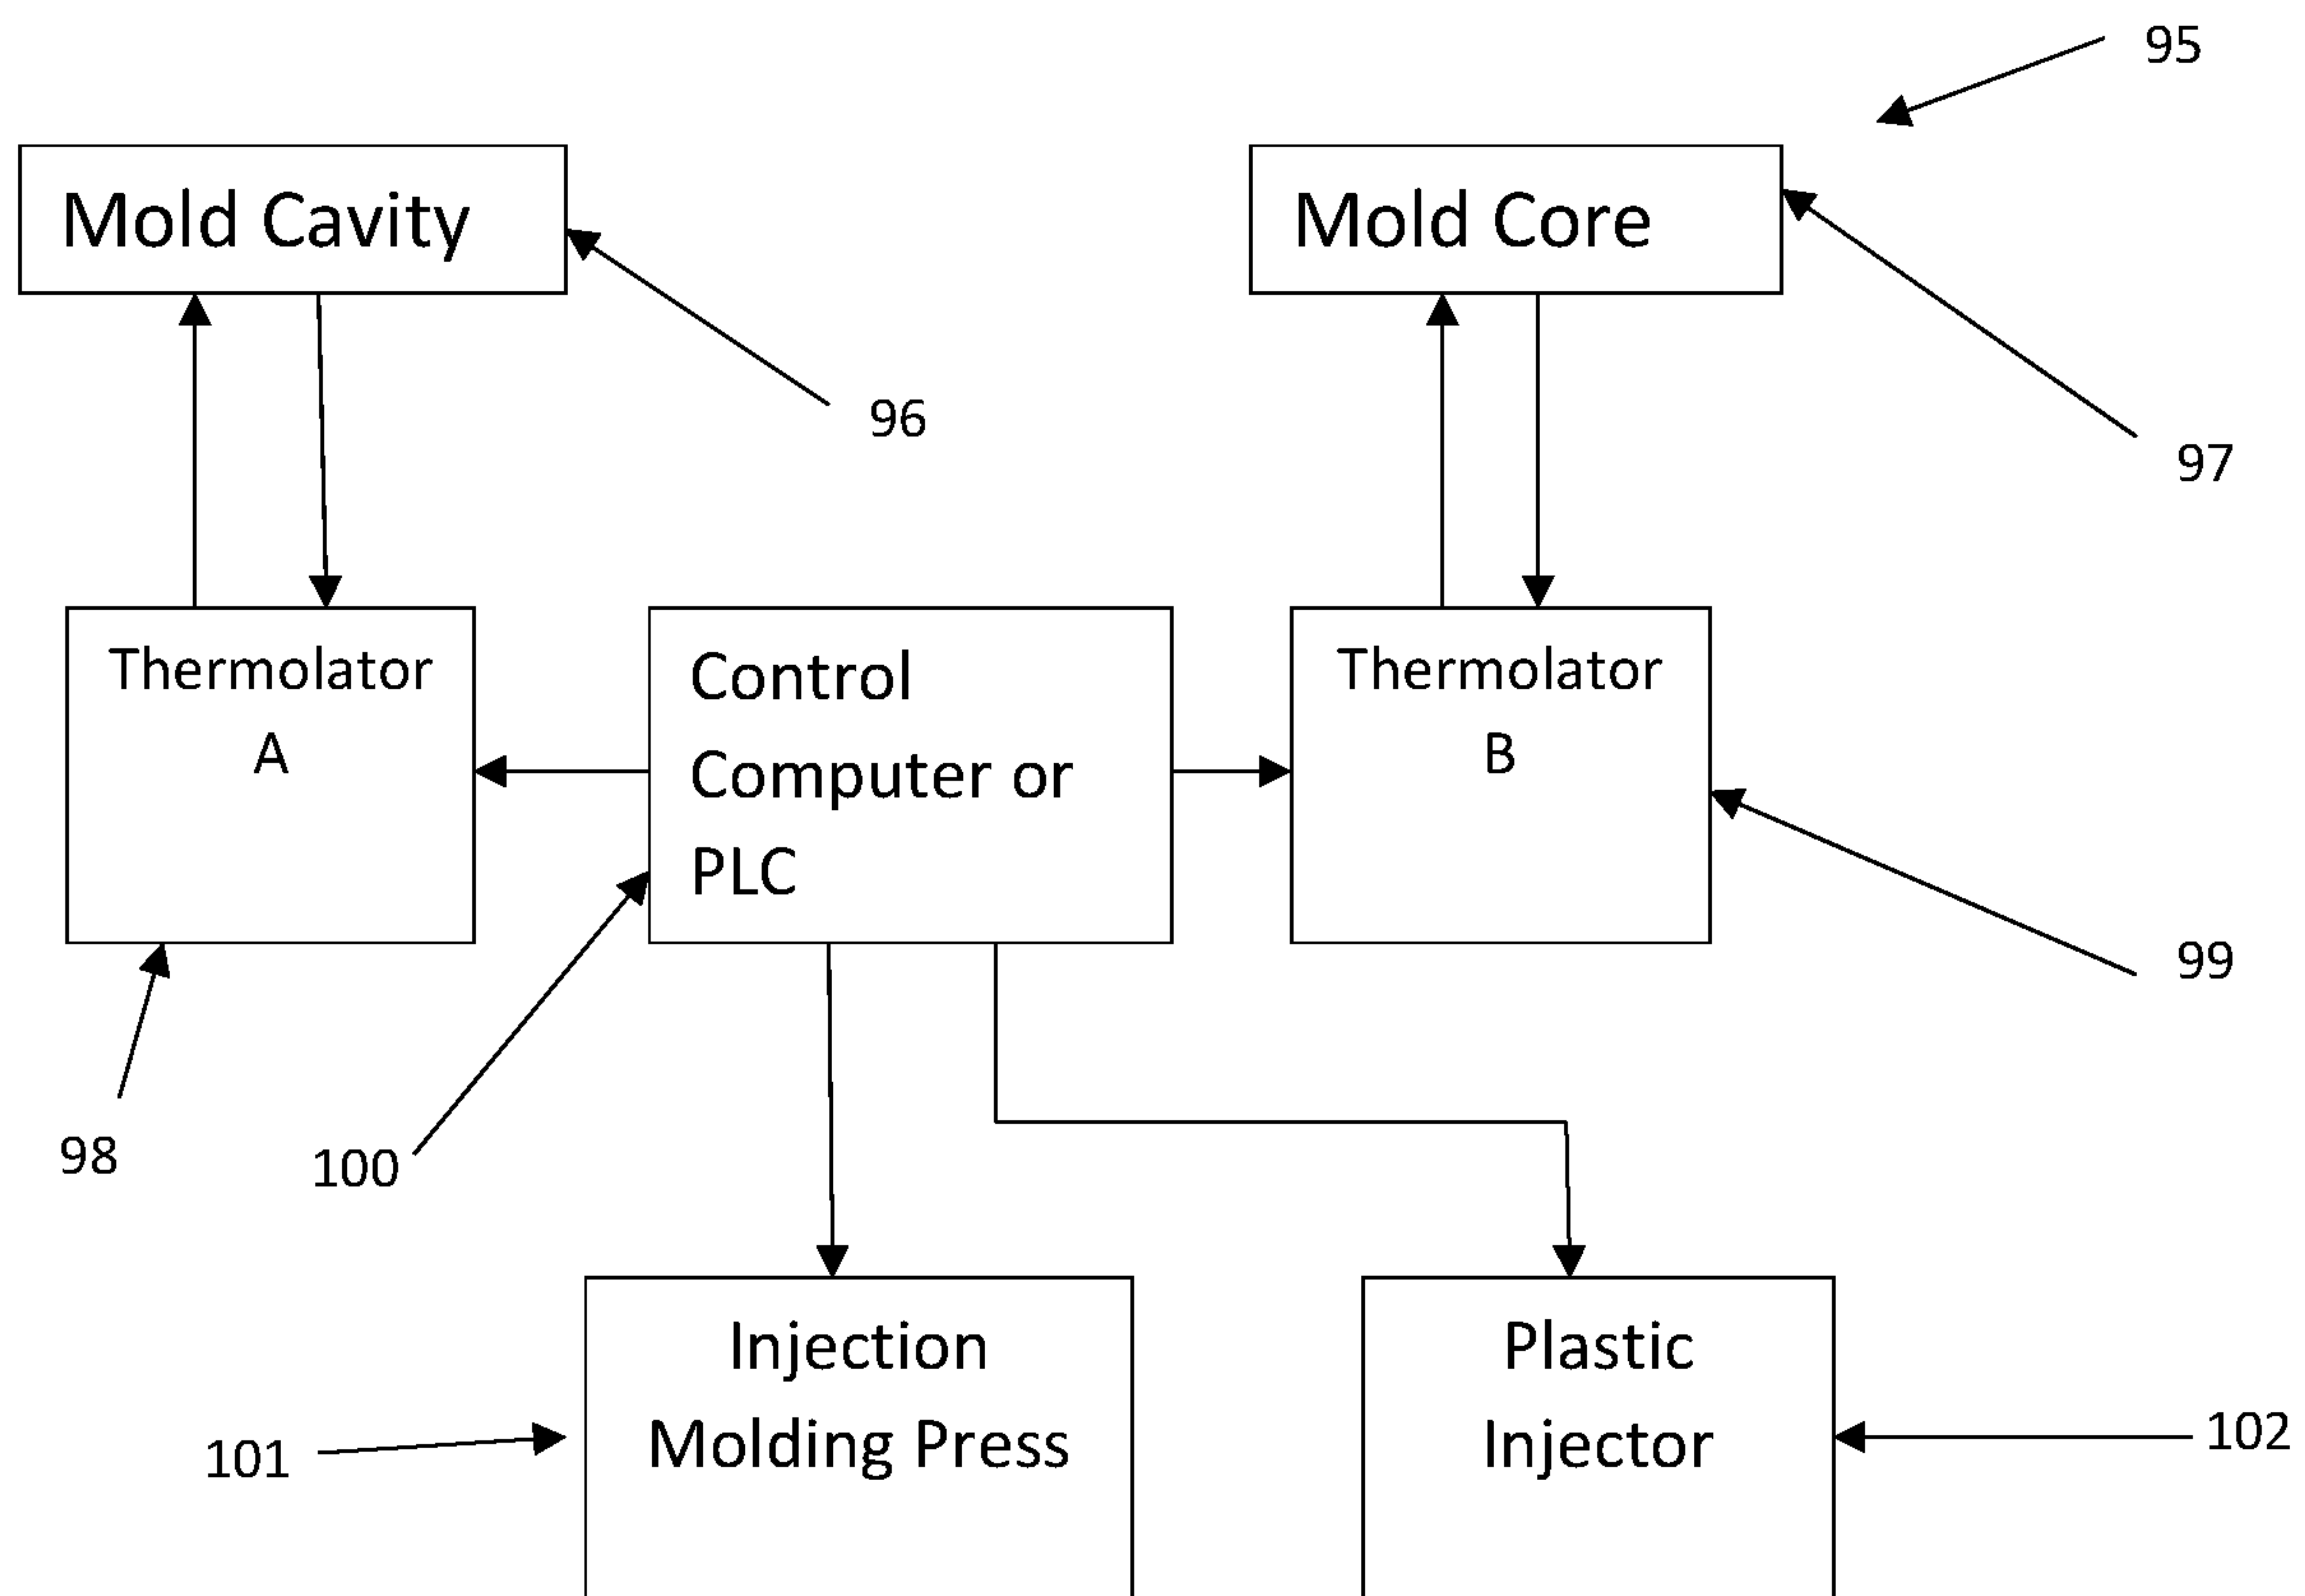 95
Mold Cavity
Mold Core
96
97
Thermolator
A
Control
Computer or
PLC
Thermolator
B
99
98
100
Injection
Molding Press
Plastic
Injector
101
102